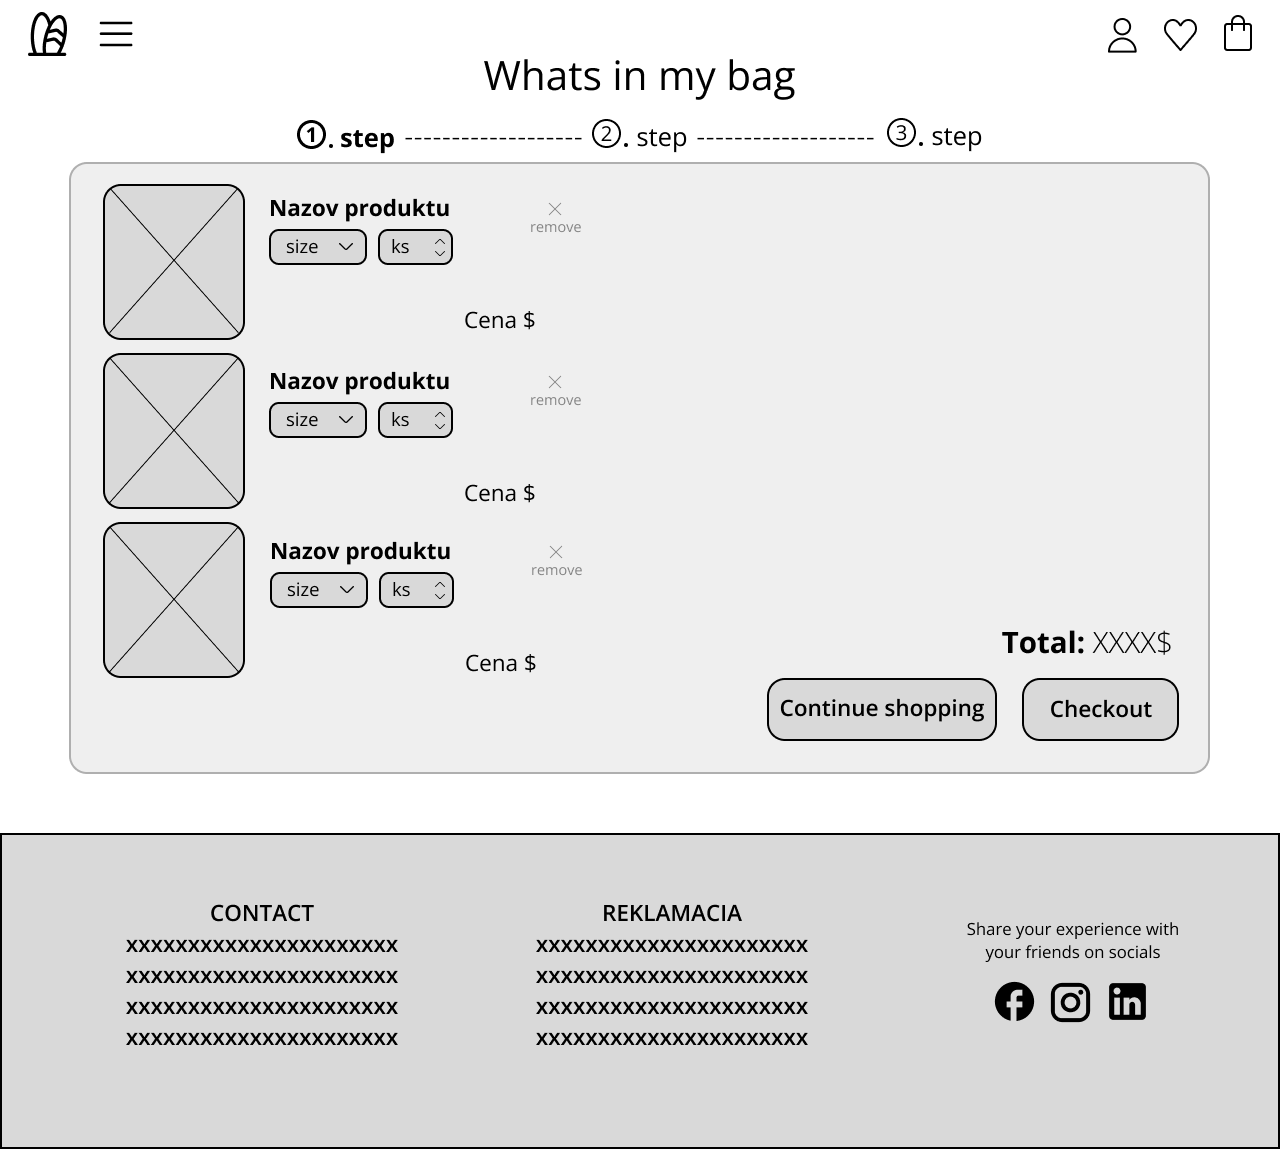 Whats in my bag
1. step ------------------- 2. step ------------------- 3. step
Nazov produktu
remove
size
ks
Cena $
Nazov produktu
remove
size
ks
Cena $
Nazov produktu
remove
size
ks
Cena $
Total: XXXX$
Continue shopping
Checkout
CONTACT
xxxxxxxxxxxxxxxxxxxxxx
xxxxxxxxxxxxxxxxxxxxxx
xxxxxxxxxxxxxxxxxxxxxx
xxxxxxxxxxxxxxxxxxxxxx
REKLAMACIA
xxxxxxxxxxxxxxxxxxxxxx
xxxxxxxxxxxxxxxxxxxxxx
xxxxxxxxxxxxxxxxxxxxxx
xxxxxxxxxxxxxxxxxxxxxx
Share your experience with
your friends on socials